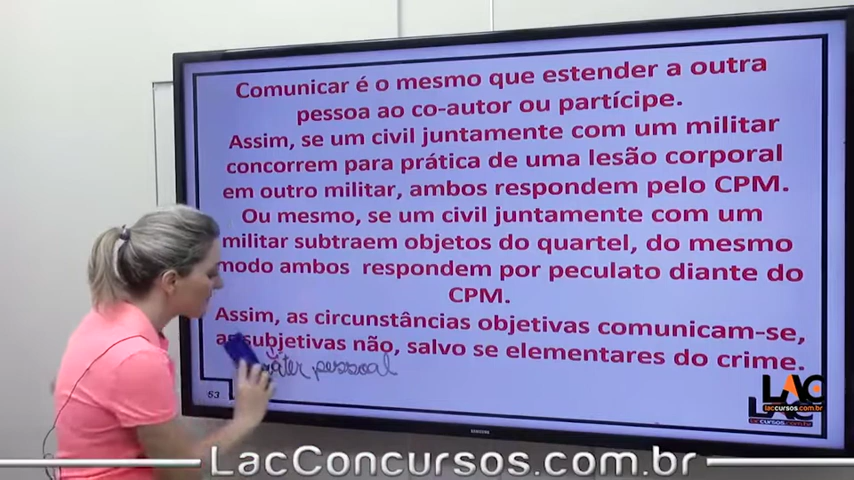 Comunicar é o mesmo que estender a outra
pessoa ao co-autor ou partícipe.
Assim, se um civil juntamente com um militar
concorrem para prática de uma lesão corporal
em outro militar, ambos respondem pelo CPM.
Ou mesmo, se um civil juntamente com um
militar subtraem objetos do quartel, do mesmo
modo ambos respondem por peculato diante do
CPM.
Assim, as circunstâncias objetivas comunicam-se,
as subjetivas não, salvo se elementares do crime.
pessoal
53
LAC
laccursos.com.br
SAMSUNG
LacConcursos.com.br